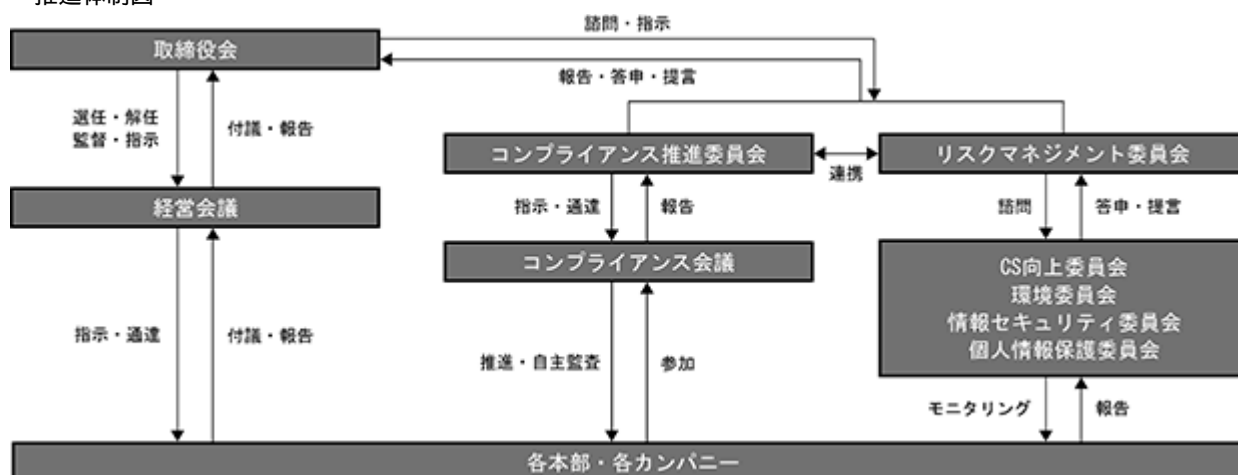 推進体制図
諮問・指示
取締役会
報告・答申・提言
選任・解任
監督・指示
付議・報告
コンプライアンス推進委員会
連携
リスクマネジメント委員会
経営会議
指示・通達
報告
諮問
答申・提言
コンプライアンス会議
CS向上委員会
環境委員会
情報セキュリティ委員会
個人情報保護委員会
指示・通達
付議・報告
推進・自主監査
参加
モニタリング
報告
各本部・各カンパニー